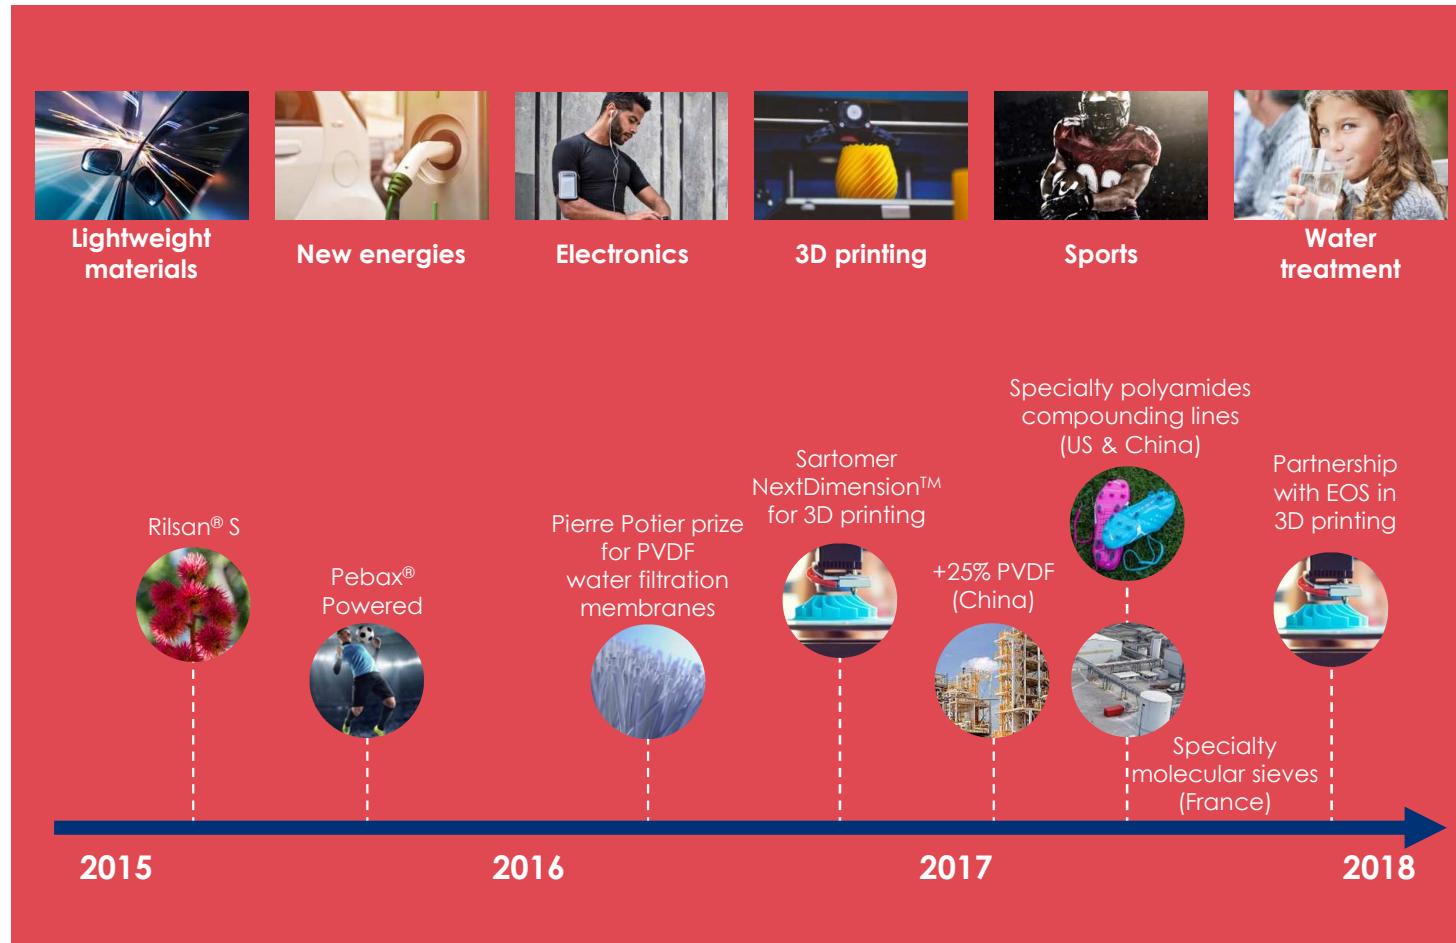 Lightweight
materials
New energies
Electronics
3D printing
Sports
Water
treatment
Rilsan® S
Pebax®
Powered
Pierre Potier prize
for PVDF
water filtration
membranes
Sartomer
NextDimension™
for 3D printing
+25% PVDF
(China)
Specialty polyamides
compounding lines
(US & China)
Specialty
molecular sieves
(France)
Partnership
with EOS in
3D printing
2015
2016
2017
2018